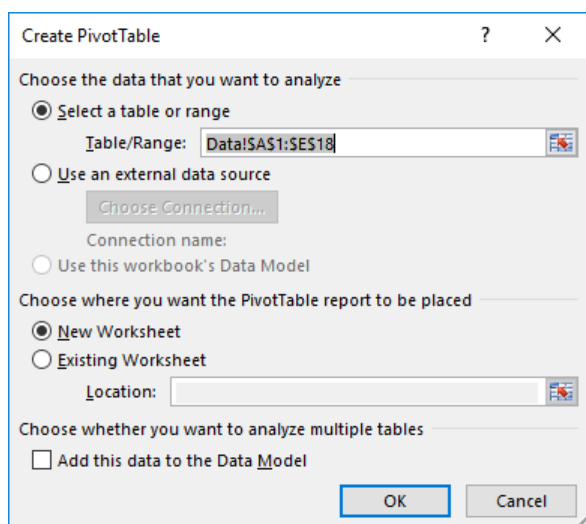 Create PivotTable ?
Choose the data that you want to analyze
Select a table or range
Table/Range: Data!$A$1:$E$18
Use an external data source
Choose Connection...
Connection name:
Use this workbook's Data Model
Choose where you want the PivotTable report to be placed
New Worksheet
Existing Worksheet
Location:
Choose whether you want to analyze multiple tables
Add this data to the Data Model
OK Cancel